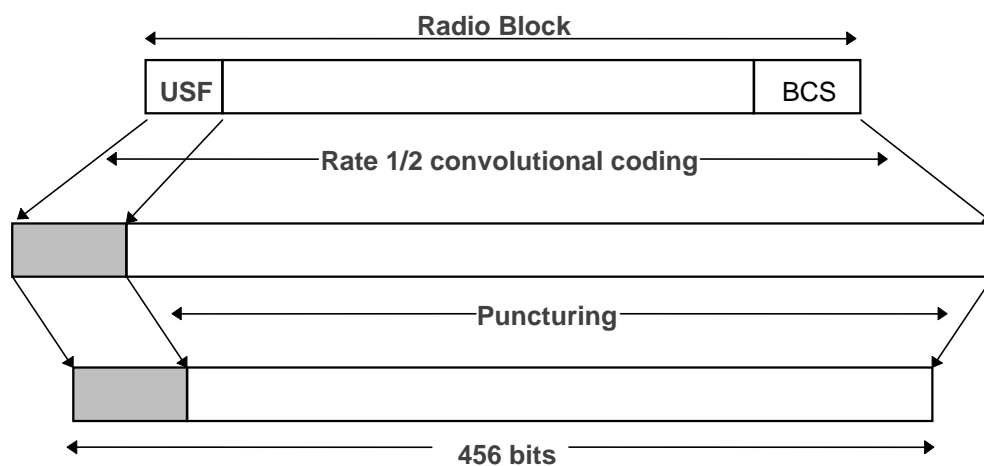 Radio Block
USF
BCS
Rate 1/2 convolutional coding
Puncturing
456 bits